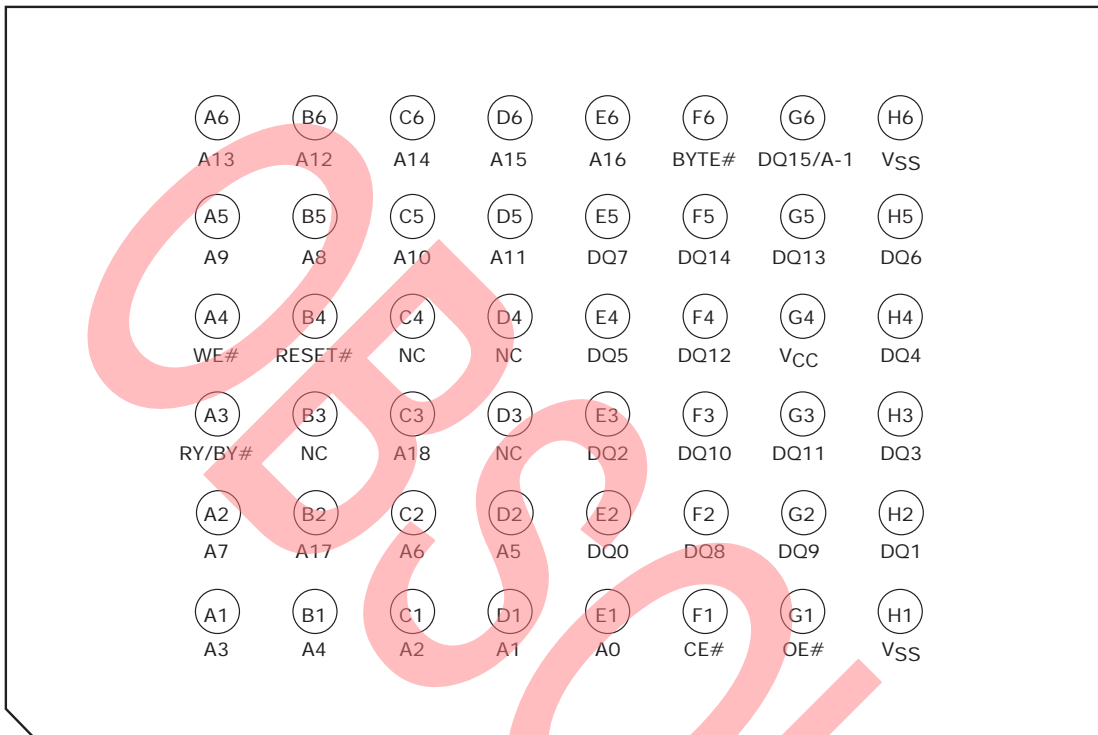 A6 B6 C6 D6 E6 F6 G6 H6
A13 A12 A14 A15 A16 BYTE# DQ15/A-1 VSS
A5 B5 C5 D5 E5 F5 G5 H5
A9 A8 A10 A11 DQ7 DQ14 DQ13 DQ6
A4 B4 C4 D4 E4 F4 G4 H4
WE# RESET# NC NC DQ5 DQ12 VCC DQ4
A3 B3 C3 D3 E3 F3 G3 H3
RY/BY# NC A18 NC DQ2 DQ10 DQ11 DQ3
A2 B2 C2 D2 E2 F2 G2 H2
A7 A17 A6 A5 DQ0 DQ8 DQ9 DQ1
A1 B1 C1 D1 E1 F1 G1 H1
A3 A4 A2 A1 A0 CE# OE# VSS